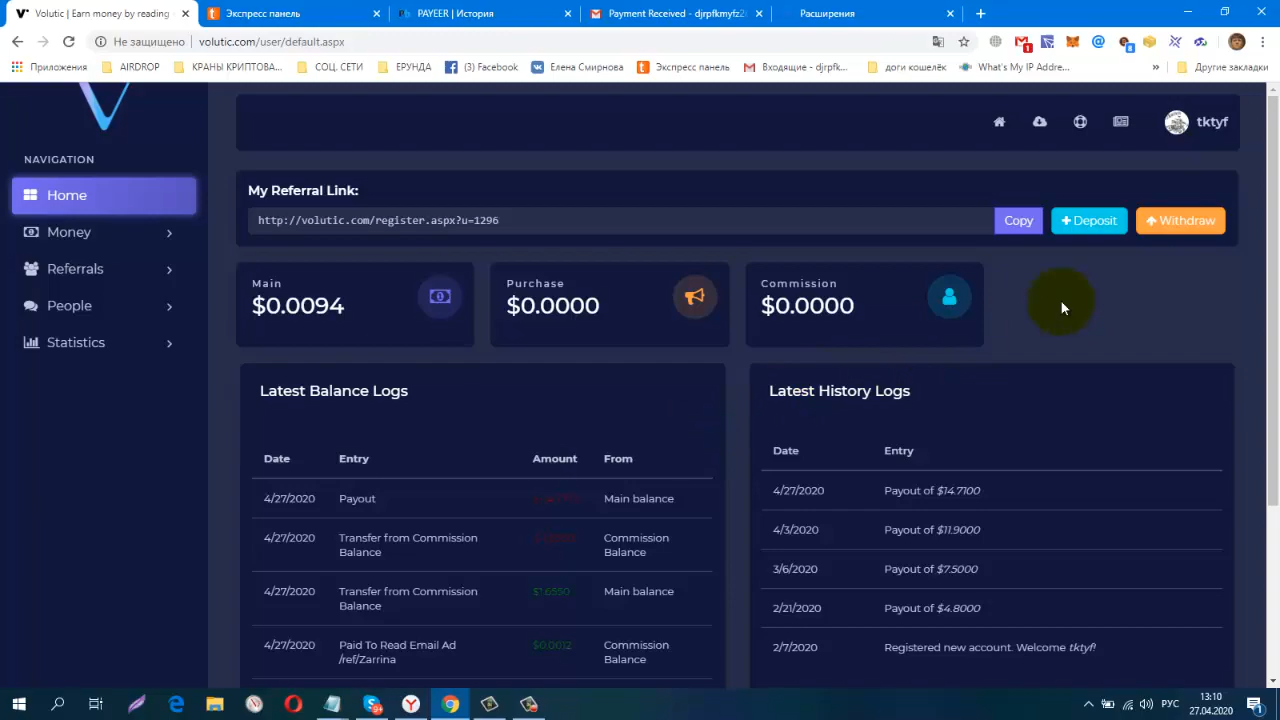 Volutic | Earn money by reading
Экспресс панель
PAYEER | История
Payment Received - djrpfkmyfz2
Расширения
Не защищено
volutic.com/user/default.aspx
1
8
Приложения
AIRDROP
КРАНЫ КРИПТОВА...
СОЦ. СЕТИ
ЕРУНДА
(3) Facebook
Елена Смирнова
Экспресс панель
Входящие - djrpfk...
доги кошелёк
What's My IP Addre...
»
Другие закладки
tktyf
NAVIGATION
Home
Money
Referrals
People
Statistics
My Referral Link:
http://volutic.com/register.aspx?u=1296
Copy
+ Deposit
Withdraw
Main
$0.0094
Purchase
$0.0000
Commission
$0.0000
Latest Balance Logs
Date Entry Amount From
4/27/2020 Payout Main balance
4/27/2020 Transfer from Commission Commission
Balance Balance
4/27/2020 Transfer from Commission $1.6550 Main balance
Balance
4/27/2020 Paid To Read Email Ad $0.0012 Commission
/ref/Zarrina Balance
Latest History Logs
Date Entry
4/27/2020 Payout of $14.7100
4/3/2020 Payout of $11.9000
3/6/2020 Payout of $7.5000
2/21/2020 Payout of $4.8000
2/7/2020 Registered new account. Welcome tktyf!
РУС
13:10
27.04.2020